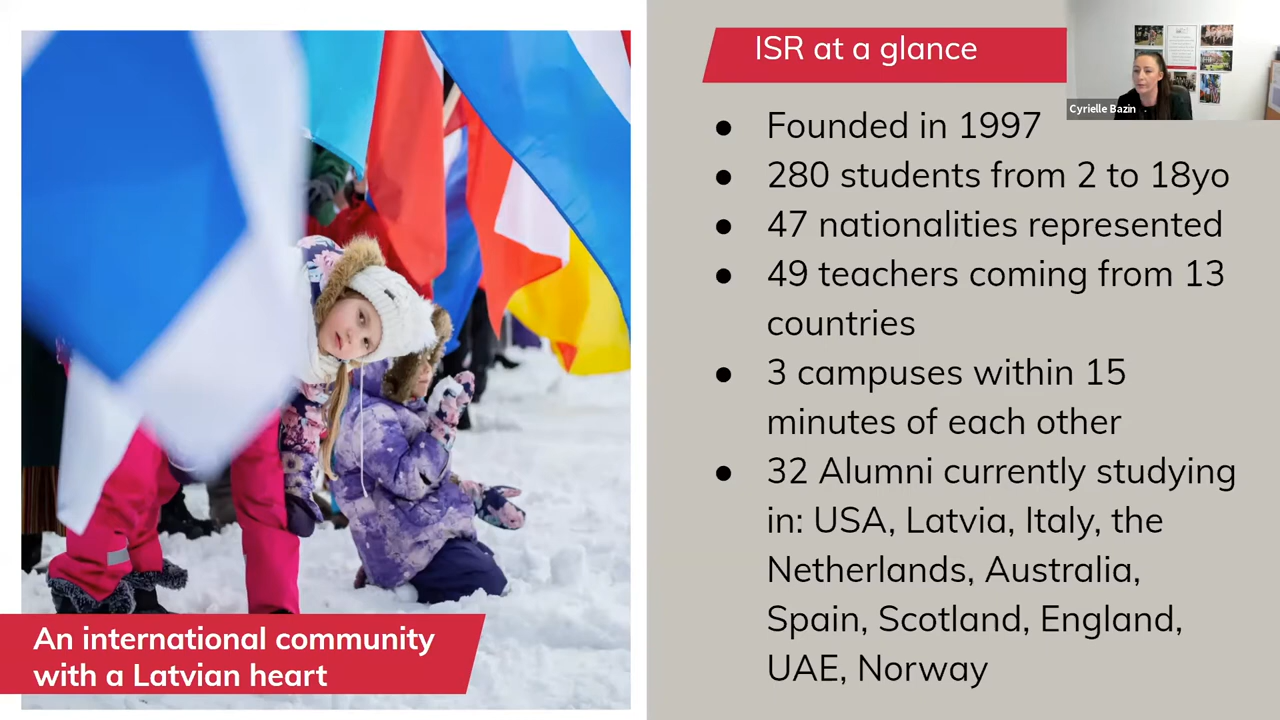 ISR at a glance
Cyrielle Bazin
● Founded in 1997
● 280 students from 2 to 18yo
● 47 nationalities represented
● 49 teachers coming from 13
countries
● 3 campuses within 15
minutes of each other
● 32 Alumni currently studying
in: USA, Latvia, Italy, the
Netherlands, Australia,
Spain, Scotland, England,
UAE, Norway
An international community
with a Latvian heart